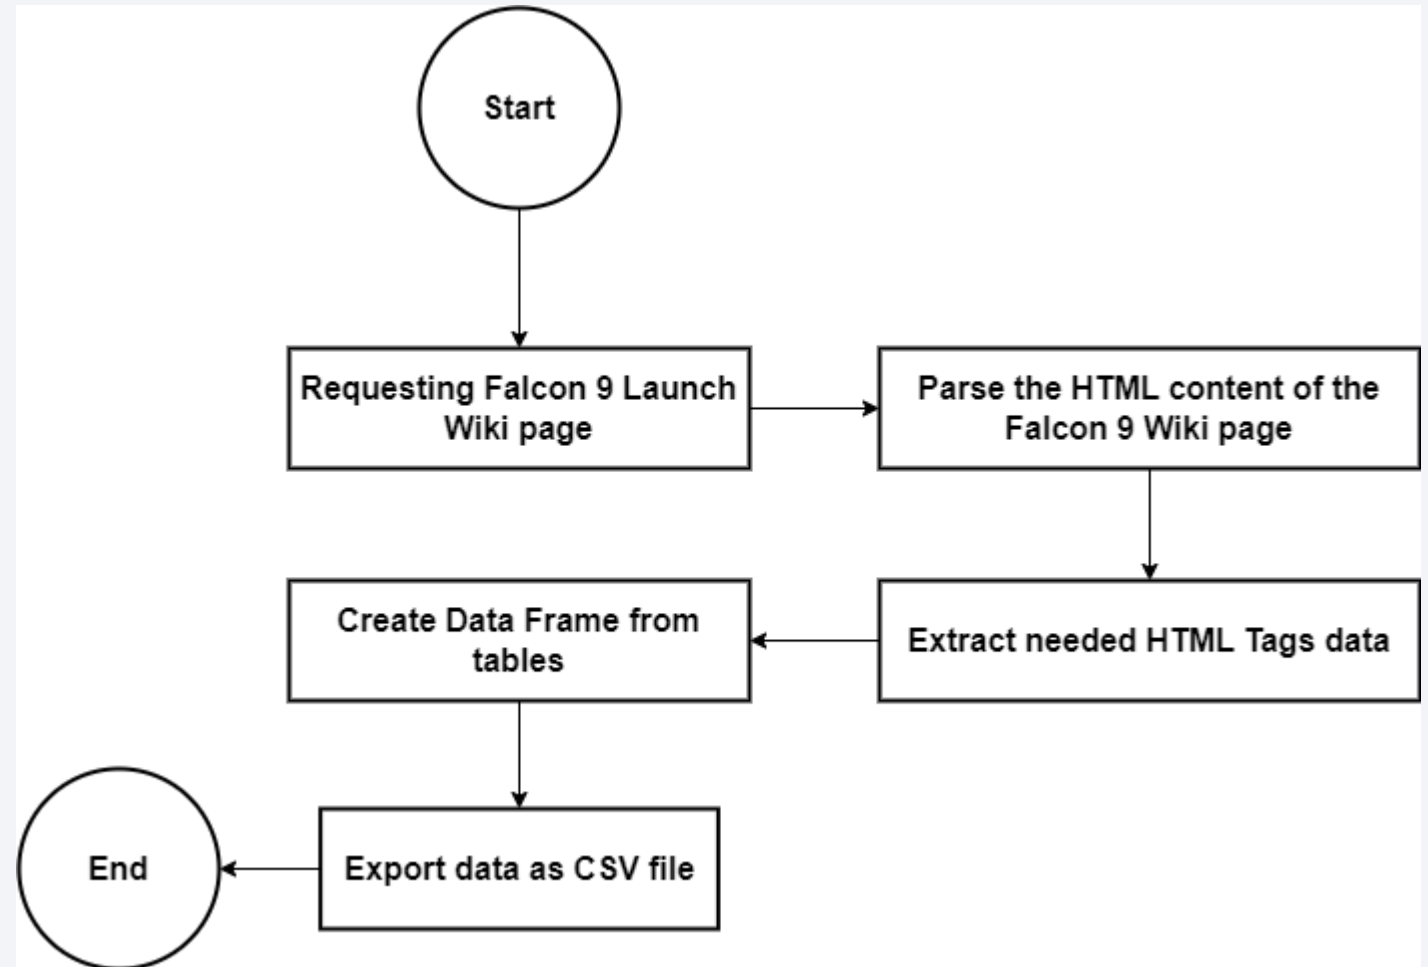 Start
Requesting Falcon 9 Launch
Wiki page
Parse the HTML content of the
Falcon 9 Wiki page
Extract needed HTML Tags data
Create Data Frame from
tables
Export data as CSV file
End